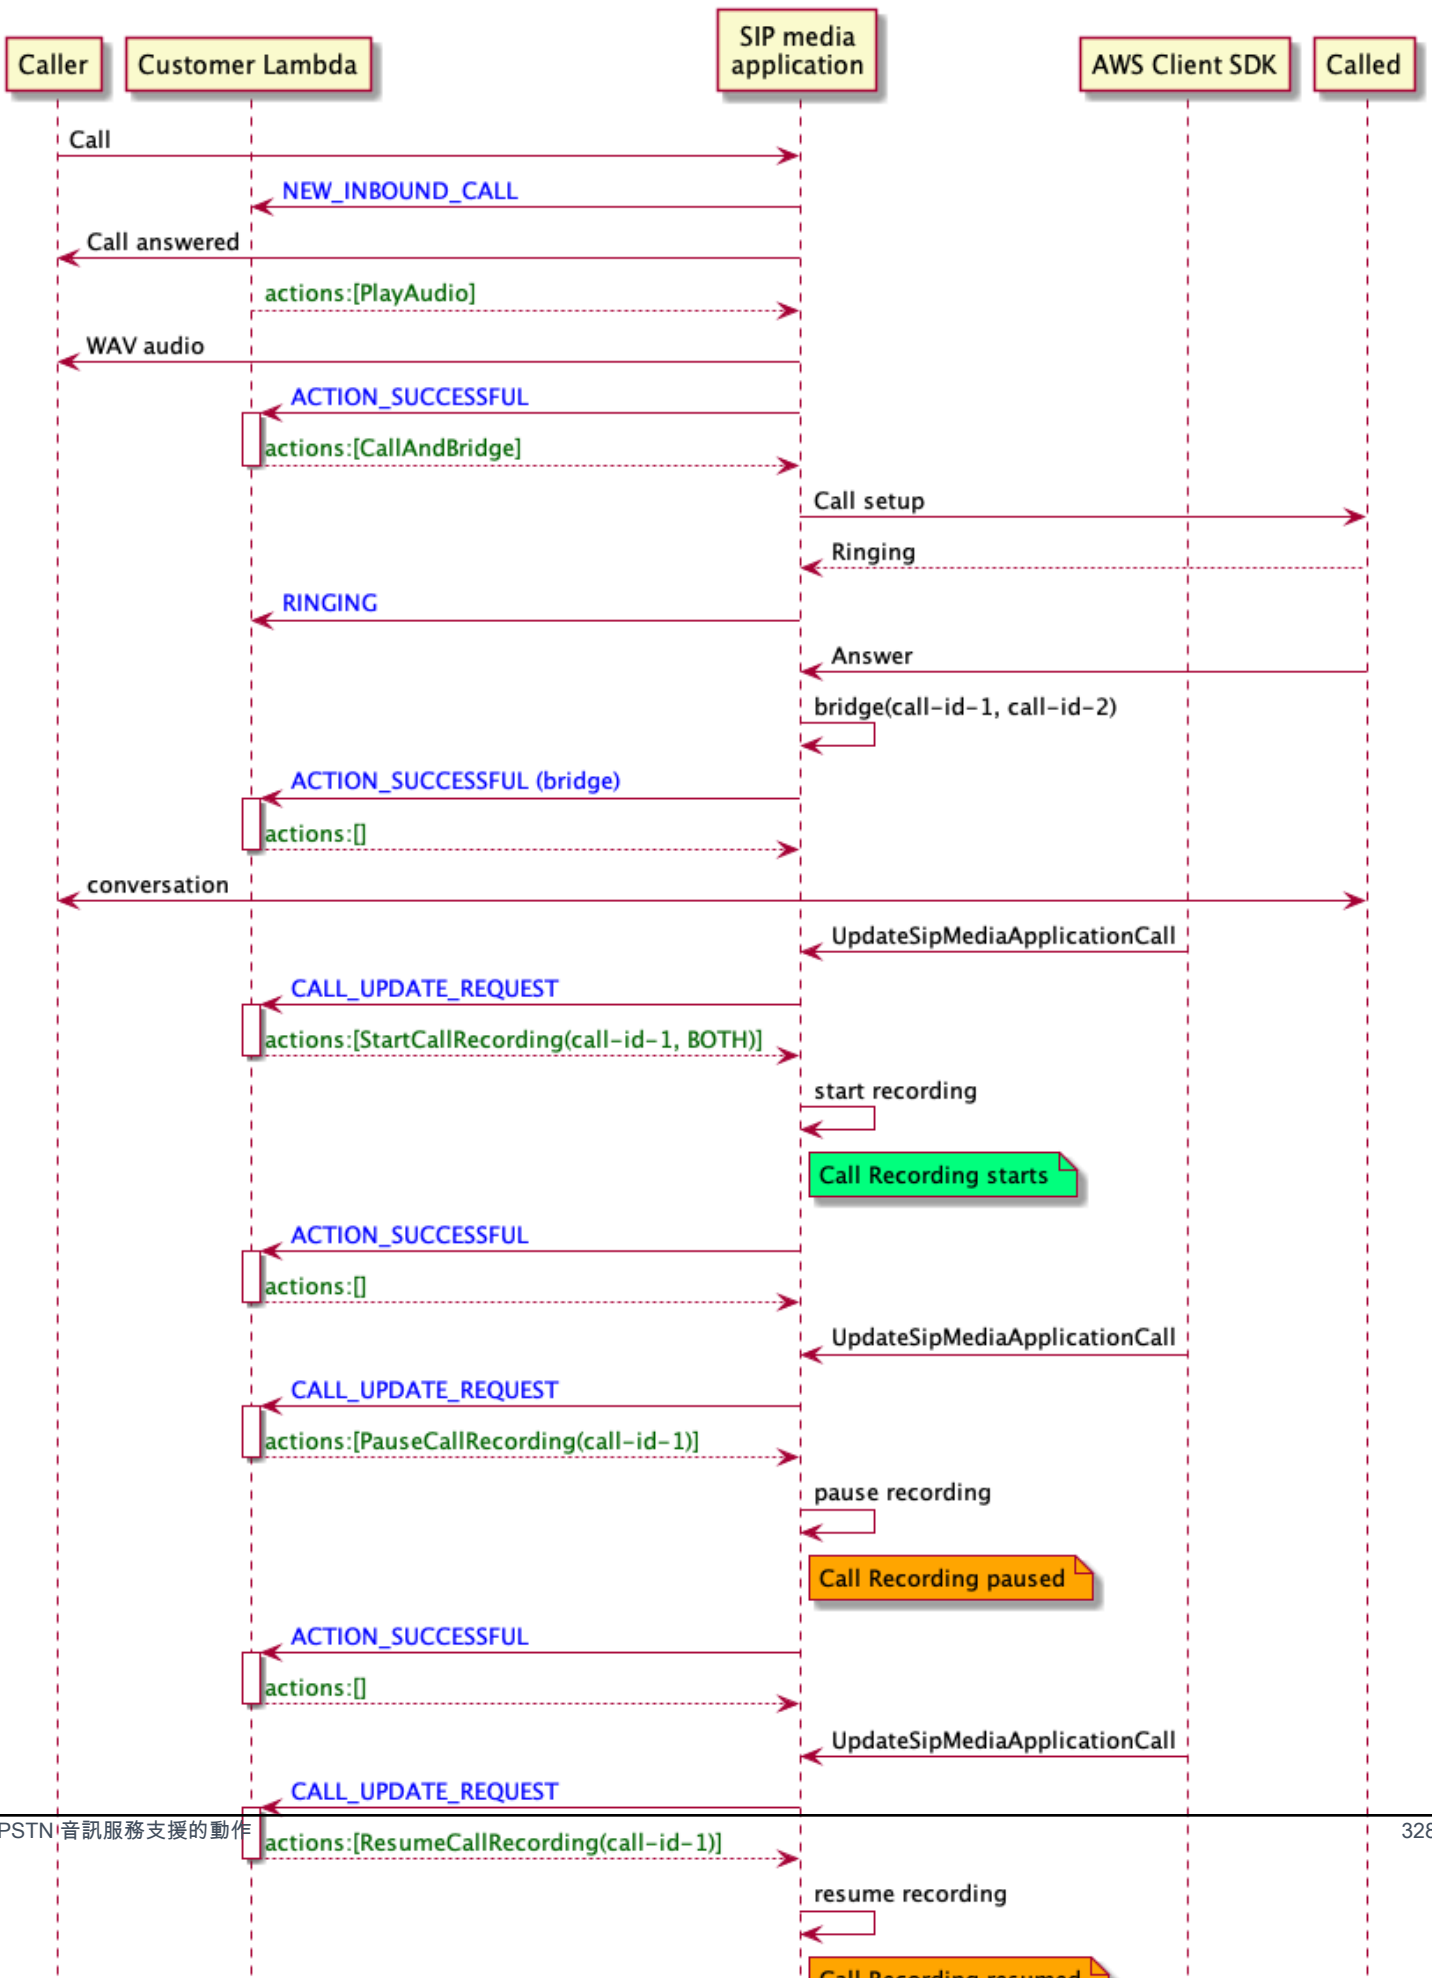 Caller
Customer Lambda
SIP media
application
AWS Client SDK
Called
Call
NEW_INBOUND_CALL
Call answered
actions:[PlayAudio]
WAV audio
ACTION_SUCCESSFUL
actions:[CallAndBridge]
Call setup
Ringing
RINGING
Answer
bridge(call-id-1, call-id-2)
ACTION_SUCCESSFUL (bridge)
actions:[]
conversation
UpdateSipMediaApplicationCall
CALL_UPDATE_REQUEST
actions:[StartCallRecording(call-id-1, BOTH)]
start recording
Call Recording starts
ACTION_SUCCESSFUL
actions:[]
UpdateSipMediaApplicationCall
CALL_UPDATE_REQUEST
actions:[PauseCallRecording(call-id-1)]
pause recording
Call Recording paused
ACTION_SUCCESSFUL
actions:[]
UpdateSipMediaApplicationCall
CALL_UPDATE_REQUEST
PSTN 音訊服務支援的動作
328
actions:[ResumeCallRecording(call-id-1)]
resume recording
Call Recording resumed